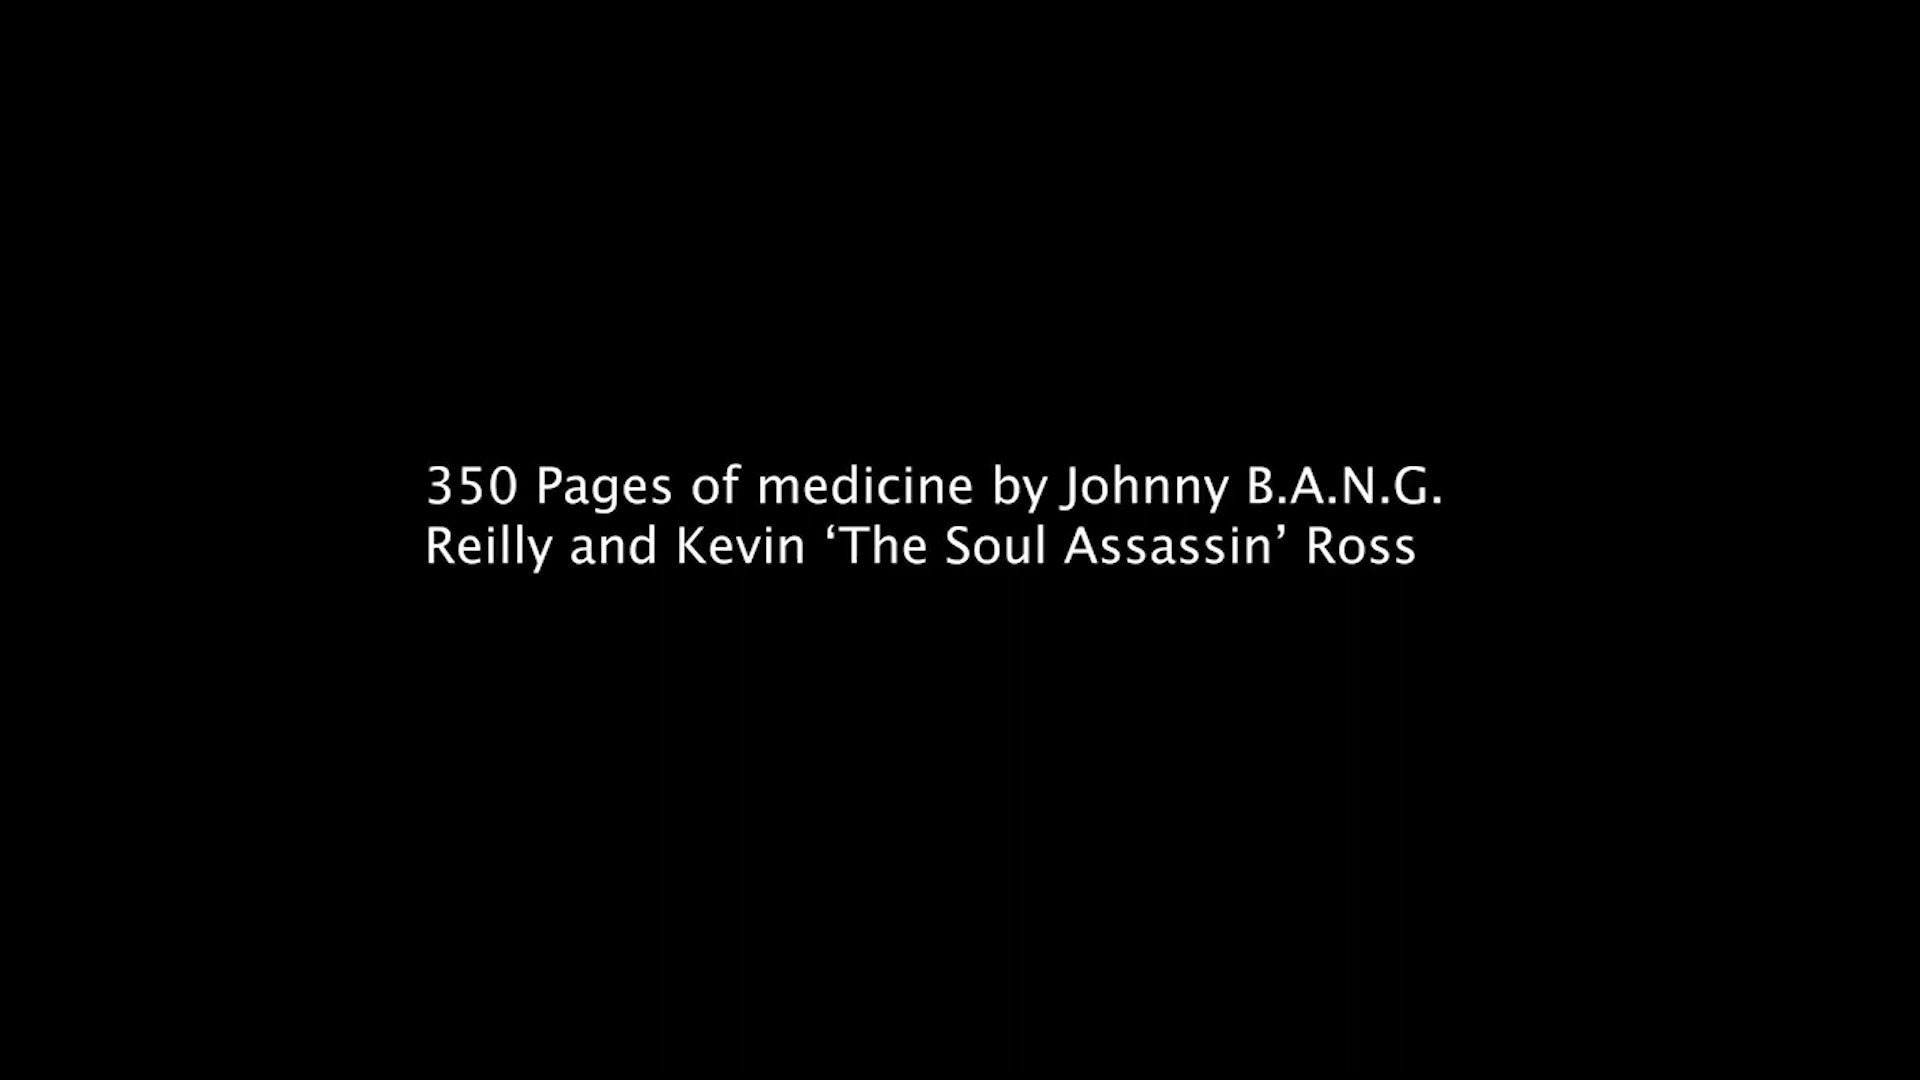 350 Pages of medicine by Johnny B.A.N.G.
Reilly and Kevin ‘The Soul Assassin’ Ross